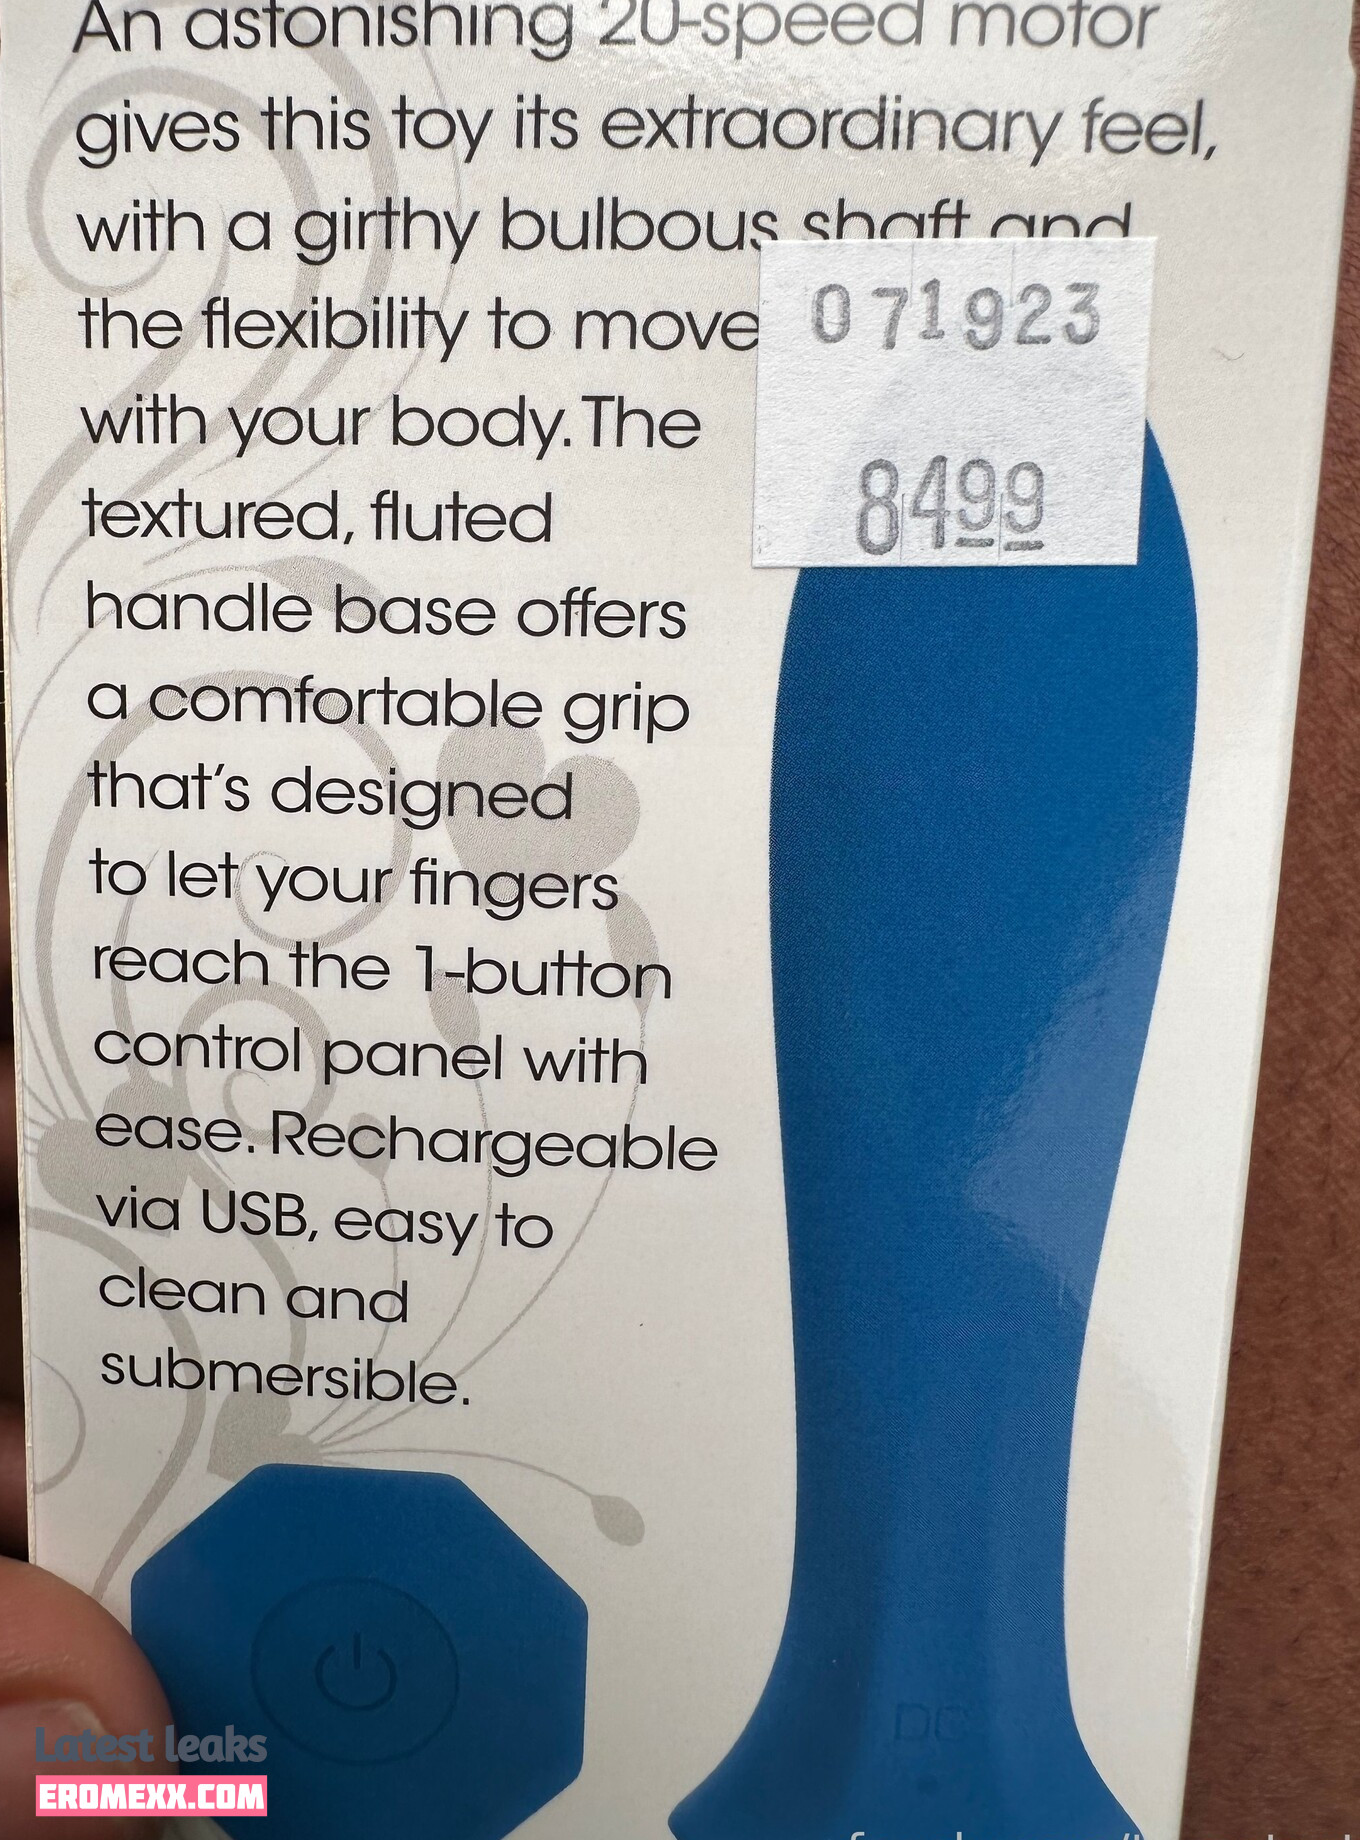 An astonishing 20-speed motor
gives this toy its extraordinary feel,
with a girthy bulbous shaft and
the flexibility to move
with your body. The
textured, fluted
handle base offers
a comfortable grip
that's designed
to let your fingers
reach the 1-button
control panel with
ease. Rechargeable
via USB, easy to
clean and
submersible.
071923
8499
DC
Latest leaks
EROMEXX.COM